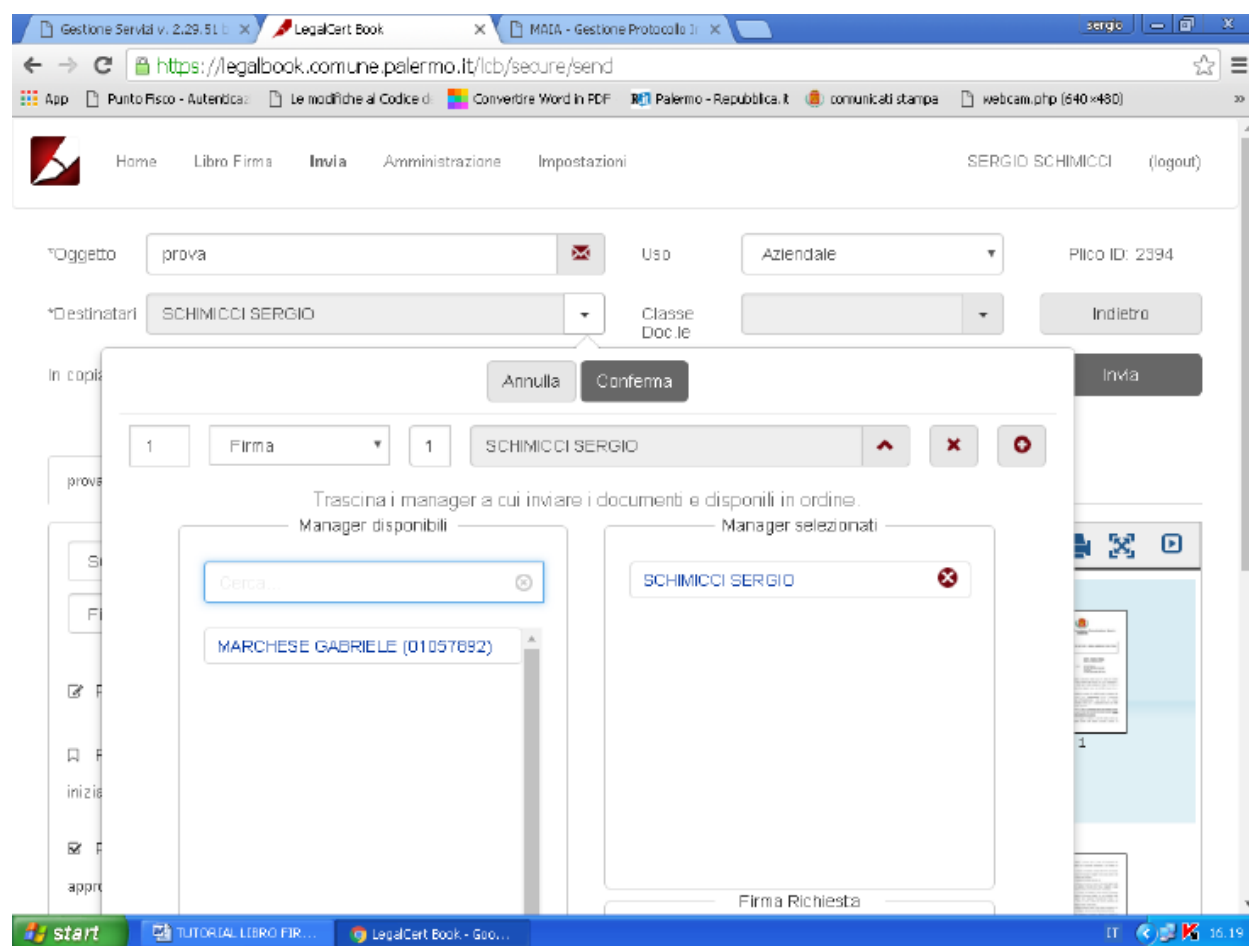 Gestione Servizi v. 2.29.51 b
LegalCert Book
MAIA - Gestione Protocollo I
sergio
https://legalbook.comune.palermo.it/lcb/secure/send
App
Punto Fisco - Autentica
Le modifiche al Codice d
Convertire Word in PDF
Palermo - Repubblica.it
comunicati stampa
webcam.php (640×480)
Home
Libro Firma
Invia
Amministrazione
Impostazioni
SERGIO SCHIMICCI
(logout)
*Oggetto
prova
Uso
Aziendale
Plico ID: 2394
*Destinatari
SCHIMICCI SERGIO
Classe
Doc.le
Indietro
In copia
Annulla
Conferma
Invia
1
Firma
1
SCHIMICCI SERGIO
prova
Trascina i manager a cui inviare i documenti e disponili in ordine.
Manager disponibili
Manager selezionati
Cerca...
SCHIMICCI SERGIO
MARCHESE GABRIELE (01057892)
1
inizia
appro
Firma Richiesta
start
TUTORIAL LIBRO FIR...
LegalCert Book - Goo...
IT
16.19